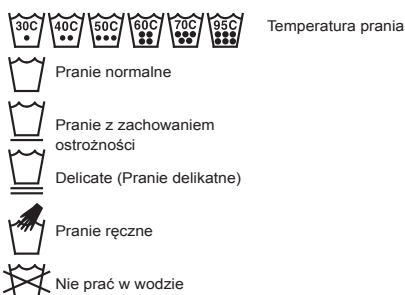 30C 40C 50C 60C 70C 95C Temperatura prania
Pranie normalne
Pranie z zachowaniem
ostrożności
Delicate (Pranie delikatne)
Pranie ręczne
Nie prać w wodzie